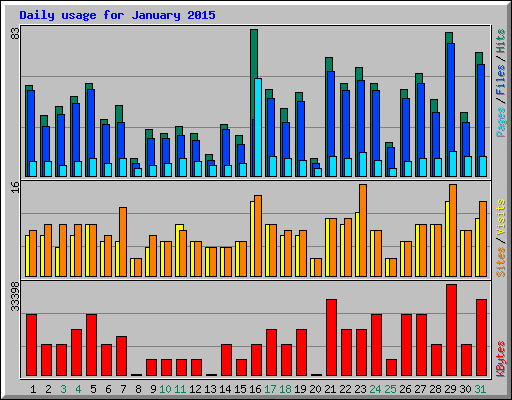 Daily usage for January 2015
83
Pages / Files / Hits
16
Sites / Visits
33398
KBytes
1 2 3 4 5 6 7 8 9 10 11 12 13 14 15 16 17 18 19 20 21 22 23 24 25 26 27 28 29 30 31